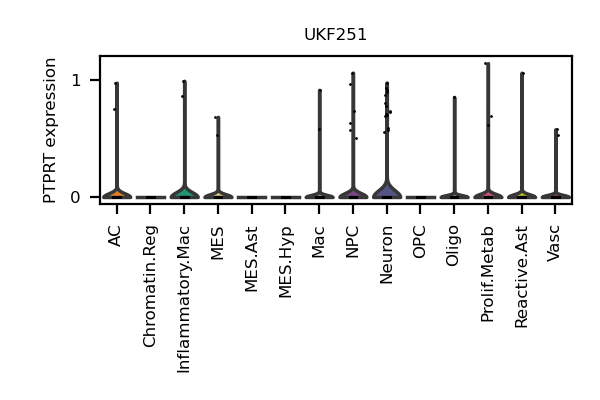 UKF251
PTPRT expression
1
0
AC
Chromatin.Reg
Inflammatory.Mac
MES
MES.Ast
MES.Hyp
Mac
NPC
Neuron
OPC
Oligo
Prolif.Metab
Reactive.Ast
Vasc